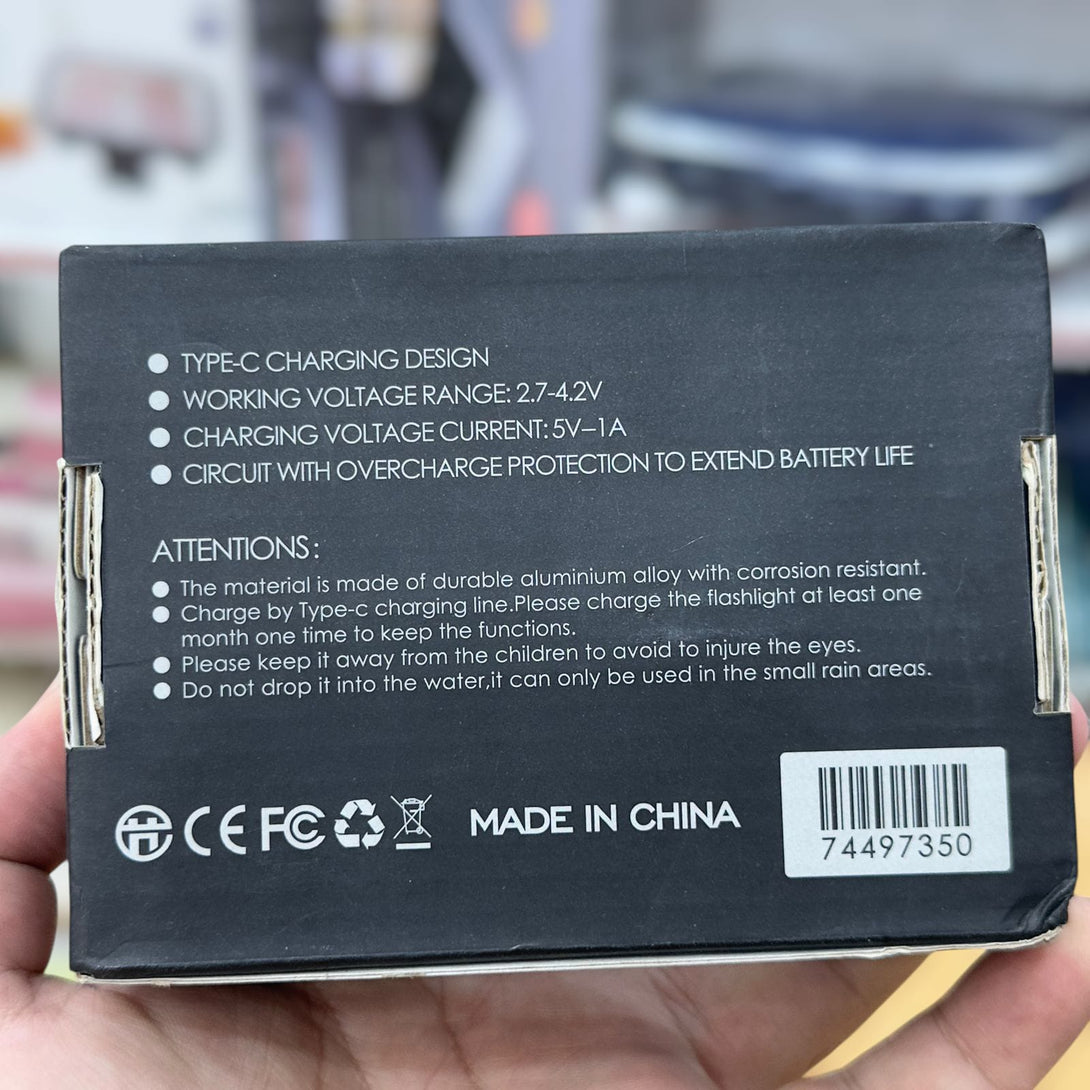 TYPE-C CHARGING DESIGN
WORKING VOLTAGE RANGE: 2.7-4.2V
CHARGING VOLTAGE CURRENT: 5V–1A
CIRCUIT WITH OVERCHARGE PROTECTION TO EXTEND BATTERY LIFE
ATTENTIONS:
The material is made of durable aluminium alloy with corrosion resistant.
Charge by Type-c charging line.Please charge the flashlight at least one
month one time to keep the functions.
Please keep it away from the children to avoid to injure the eyes.
Do not drop it into the water,it can only be used in the small rain areas.
CE FC MADE IN CHINA
74497350